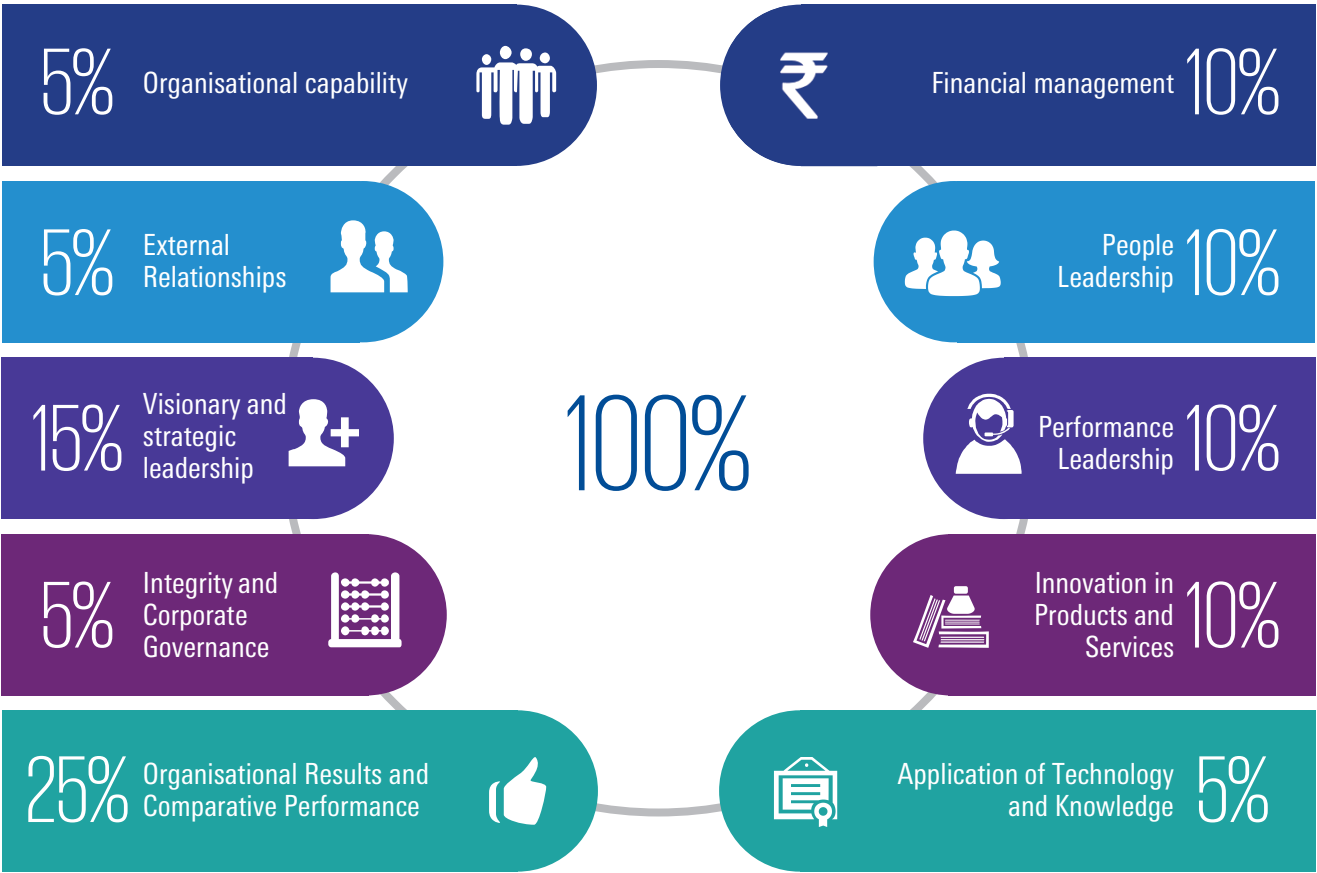 5%
Organisational capability
₹
Financial management
10%
5%
External
Relationships
People
Leadership
10%
15%
Visionary and
strategic
leadership
100%
Performance
Leadership
10%
5%
Integrity and
Corporate
Governance
Innovation in
Products and
Services
10%
25%
Organisational Results and
Comparative Performance
Application of Technology
and Knowledge
5%